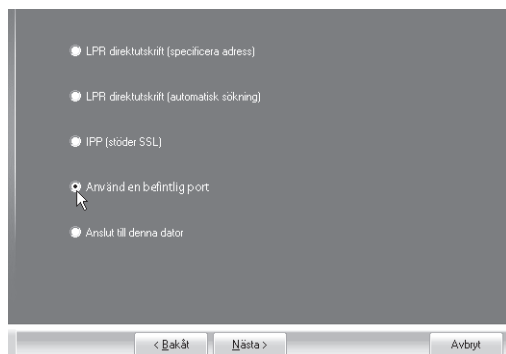 LPR direktutskrift (specificera adress)
LPR direktutskrift (automatisk sökning)
IPP (stöder SSL)
Använd en befintlig port
Anslut till denna dator
< Bakåt
Nästa >
Avbryt